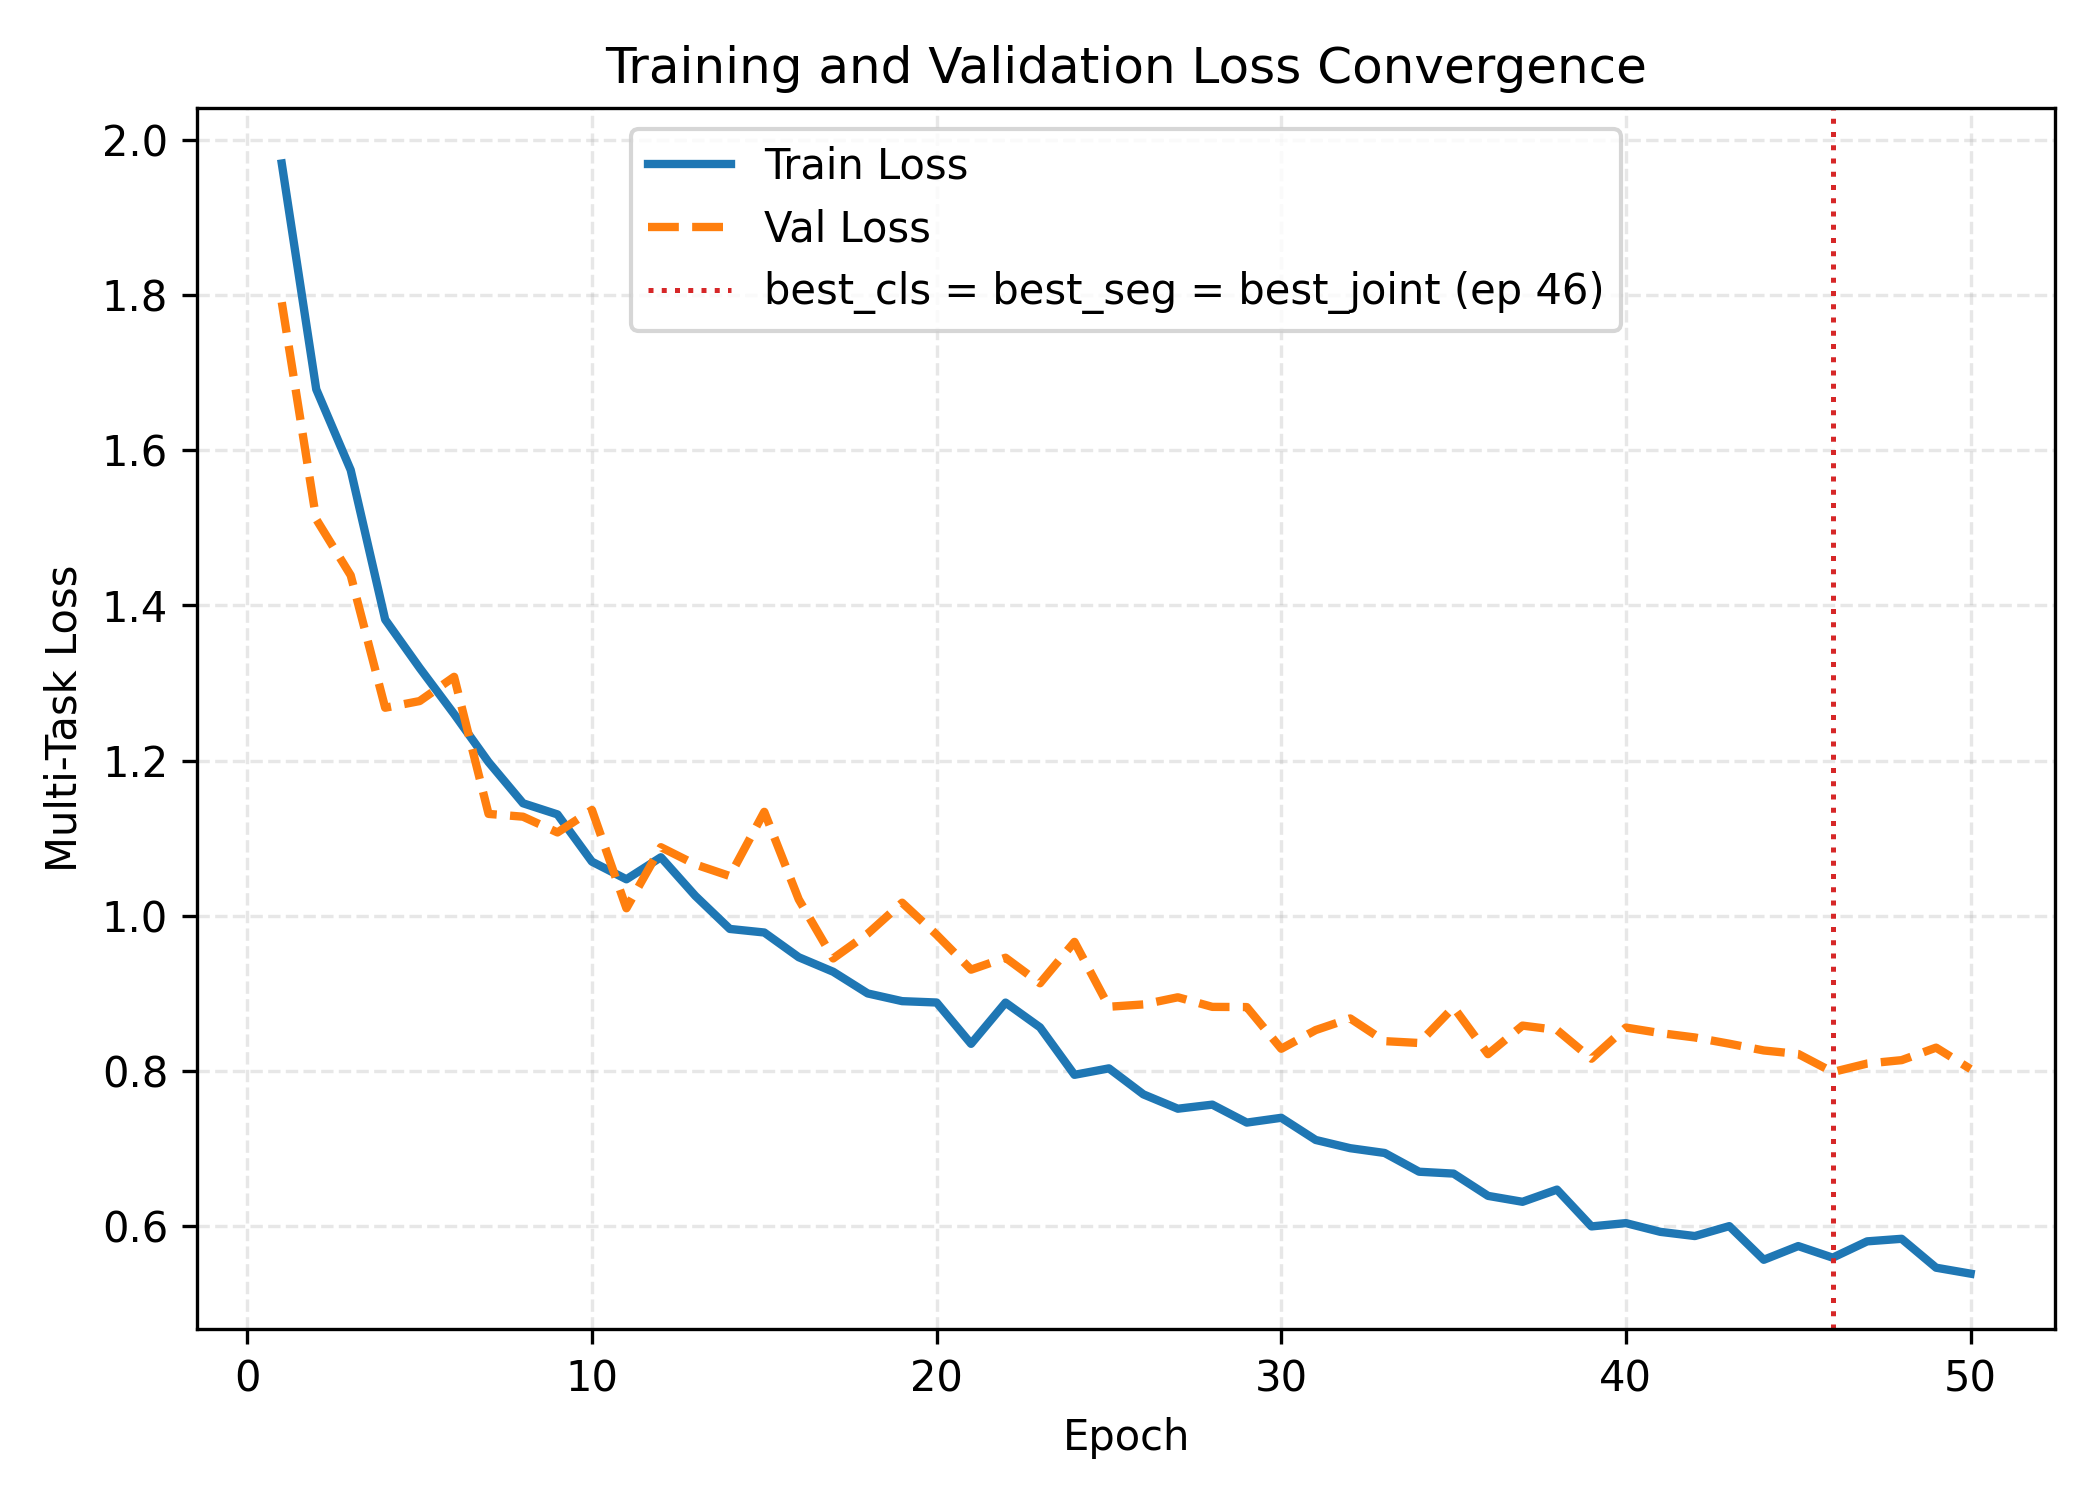 Training and Validation Loss Convergence
Train Loss
Val Loss
best_cls = best_seg = best_joint (ep 46)
Multi-Task Loss
2.0
1.8
1.6
1.4
1.2
1.0
0.8
0.6
0 10 20 30 40 50
Epoch